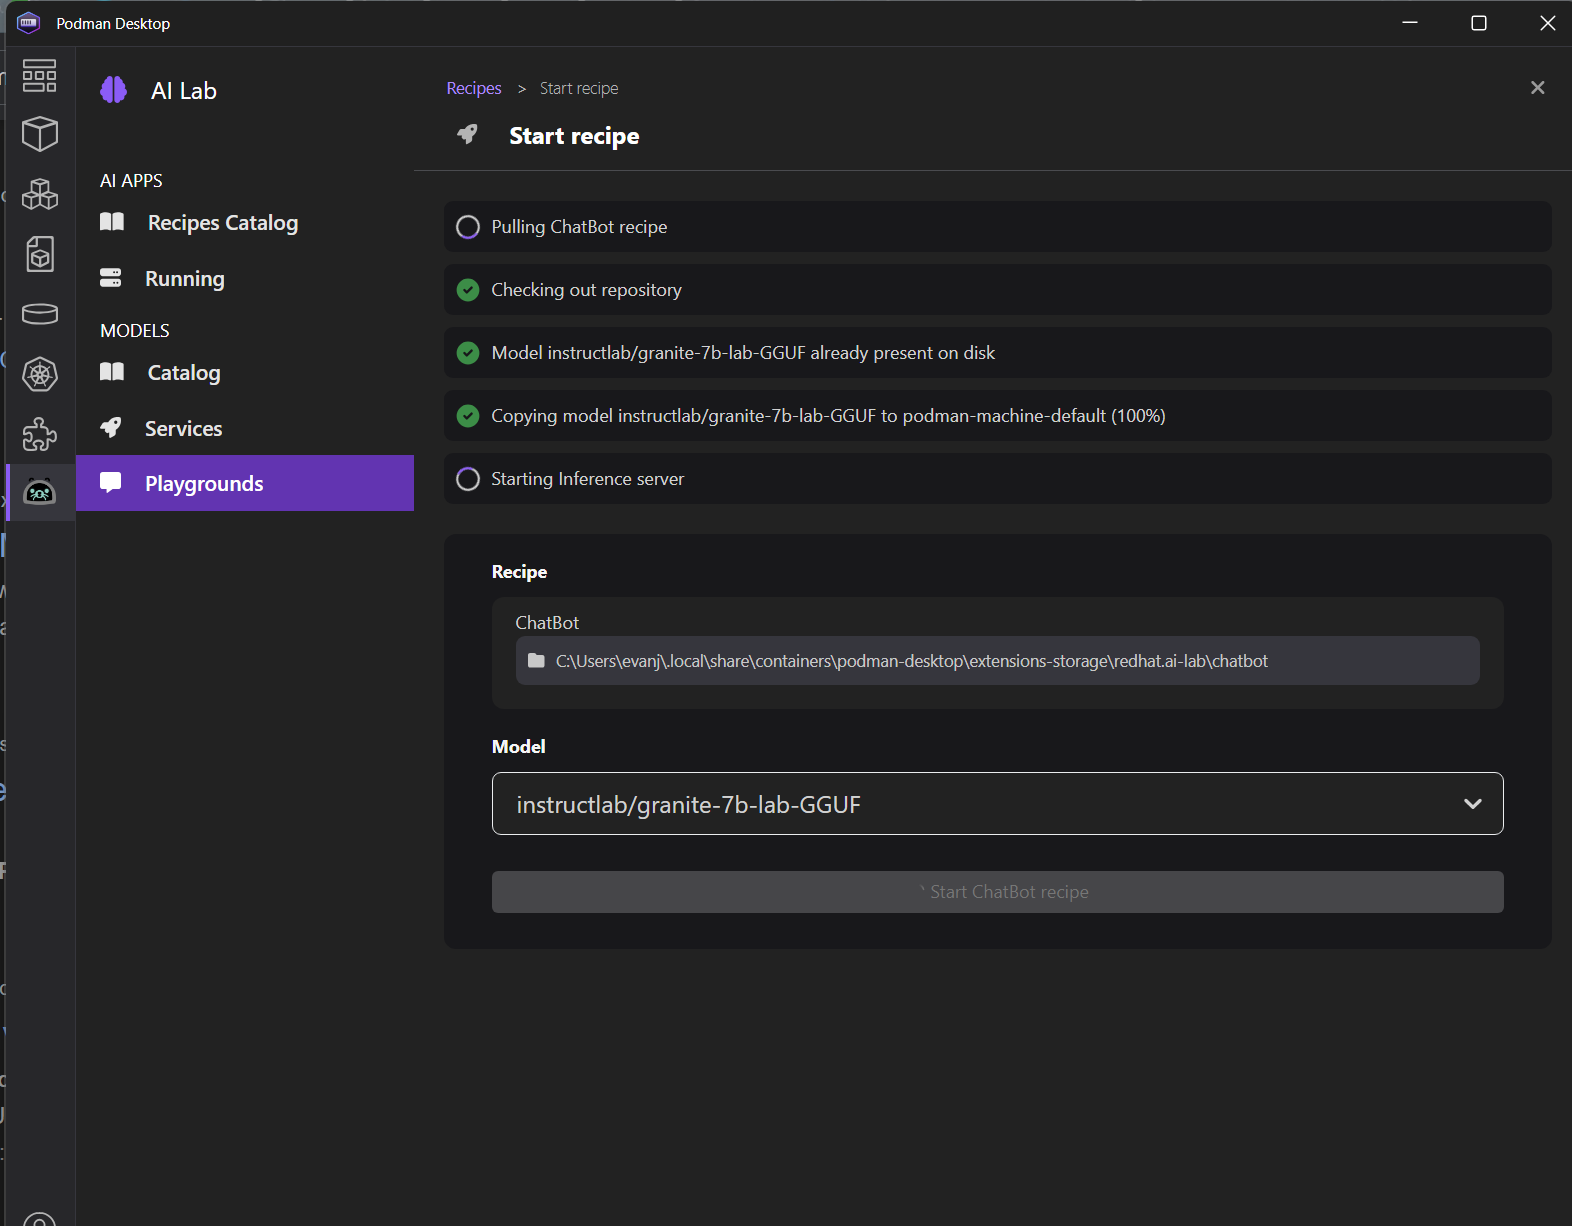 Podman Desktop
AI Lab
AI APPS
Recipes Catalog
Running
MODELS
Catalog
Services
Playgrounds
Recipes > Start recipe
Start recipe
Pulling ChatBot recipe
Checking out repository
Model instructlab/granite-7b-lab-GGUF already present on disk
Copying model instructlab/granite-7b-lab-GGUF to podman-machine-default (100%)
Starting Inference server
Recipe
ChatBot
C:\Users\evanj\.local\share\containers\podman-desktop\extensions-storage\redhat.ai-lab\chatbot
Model
instructlab/granite-7b-lab-GGUF
` Start ChatBot recipe